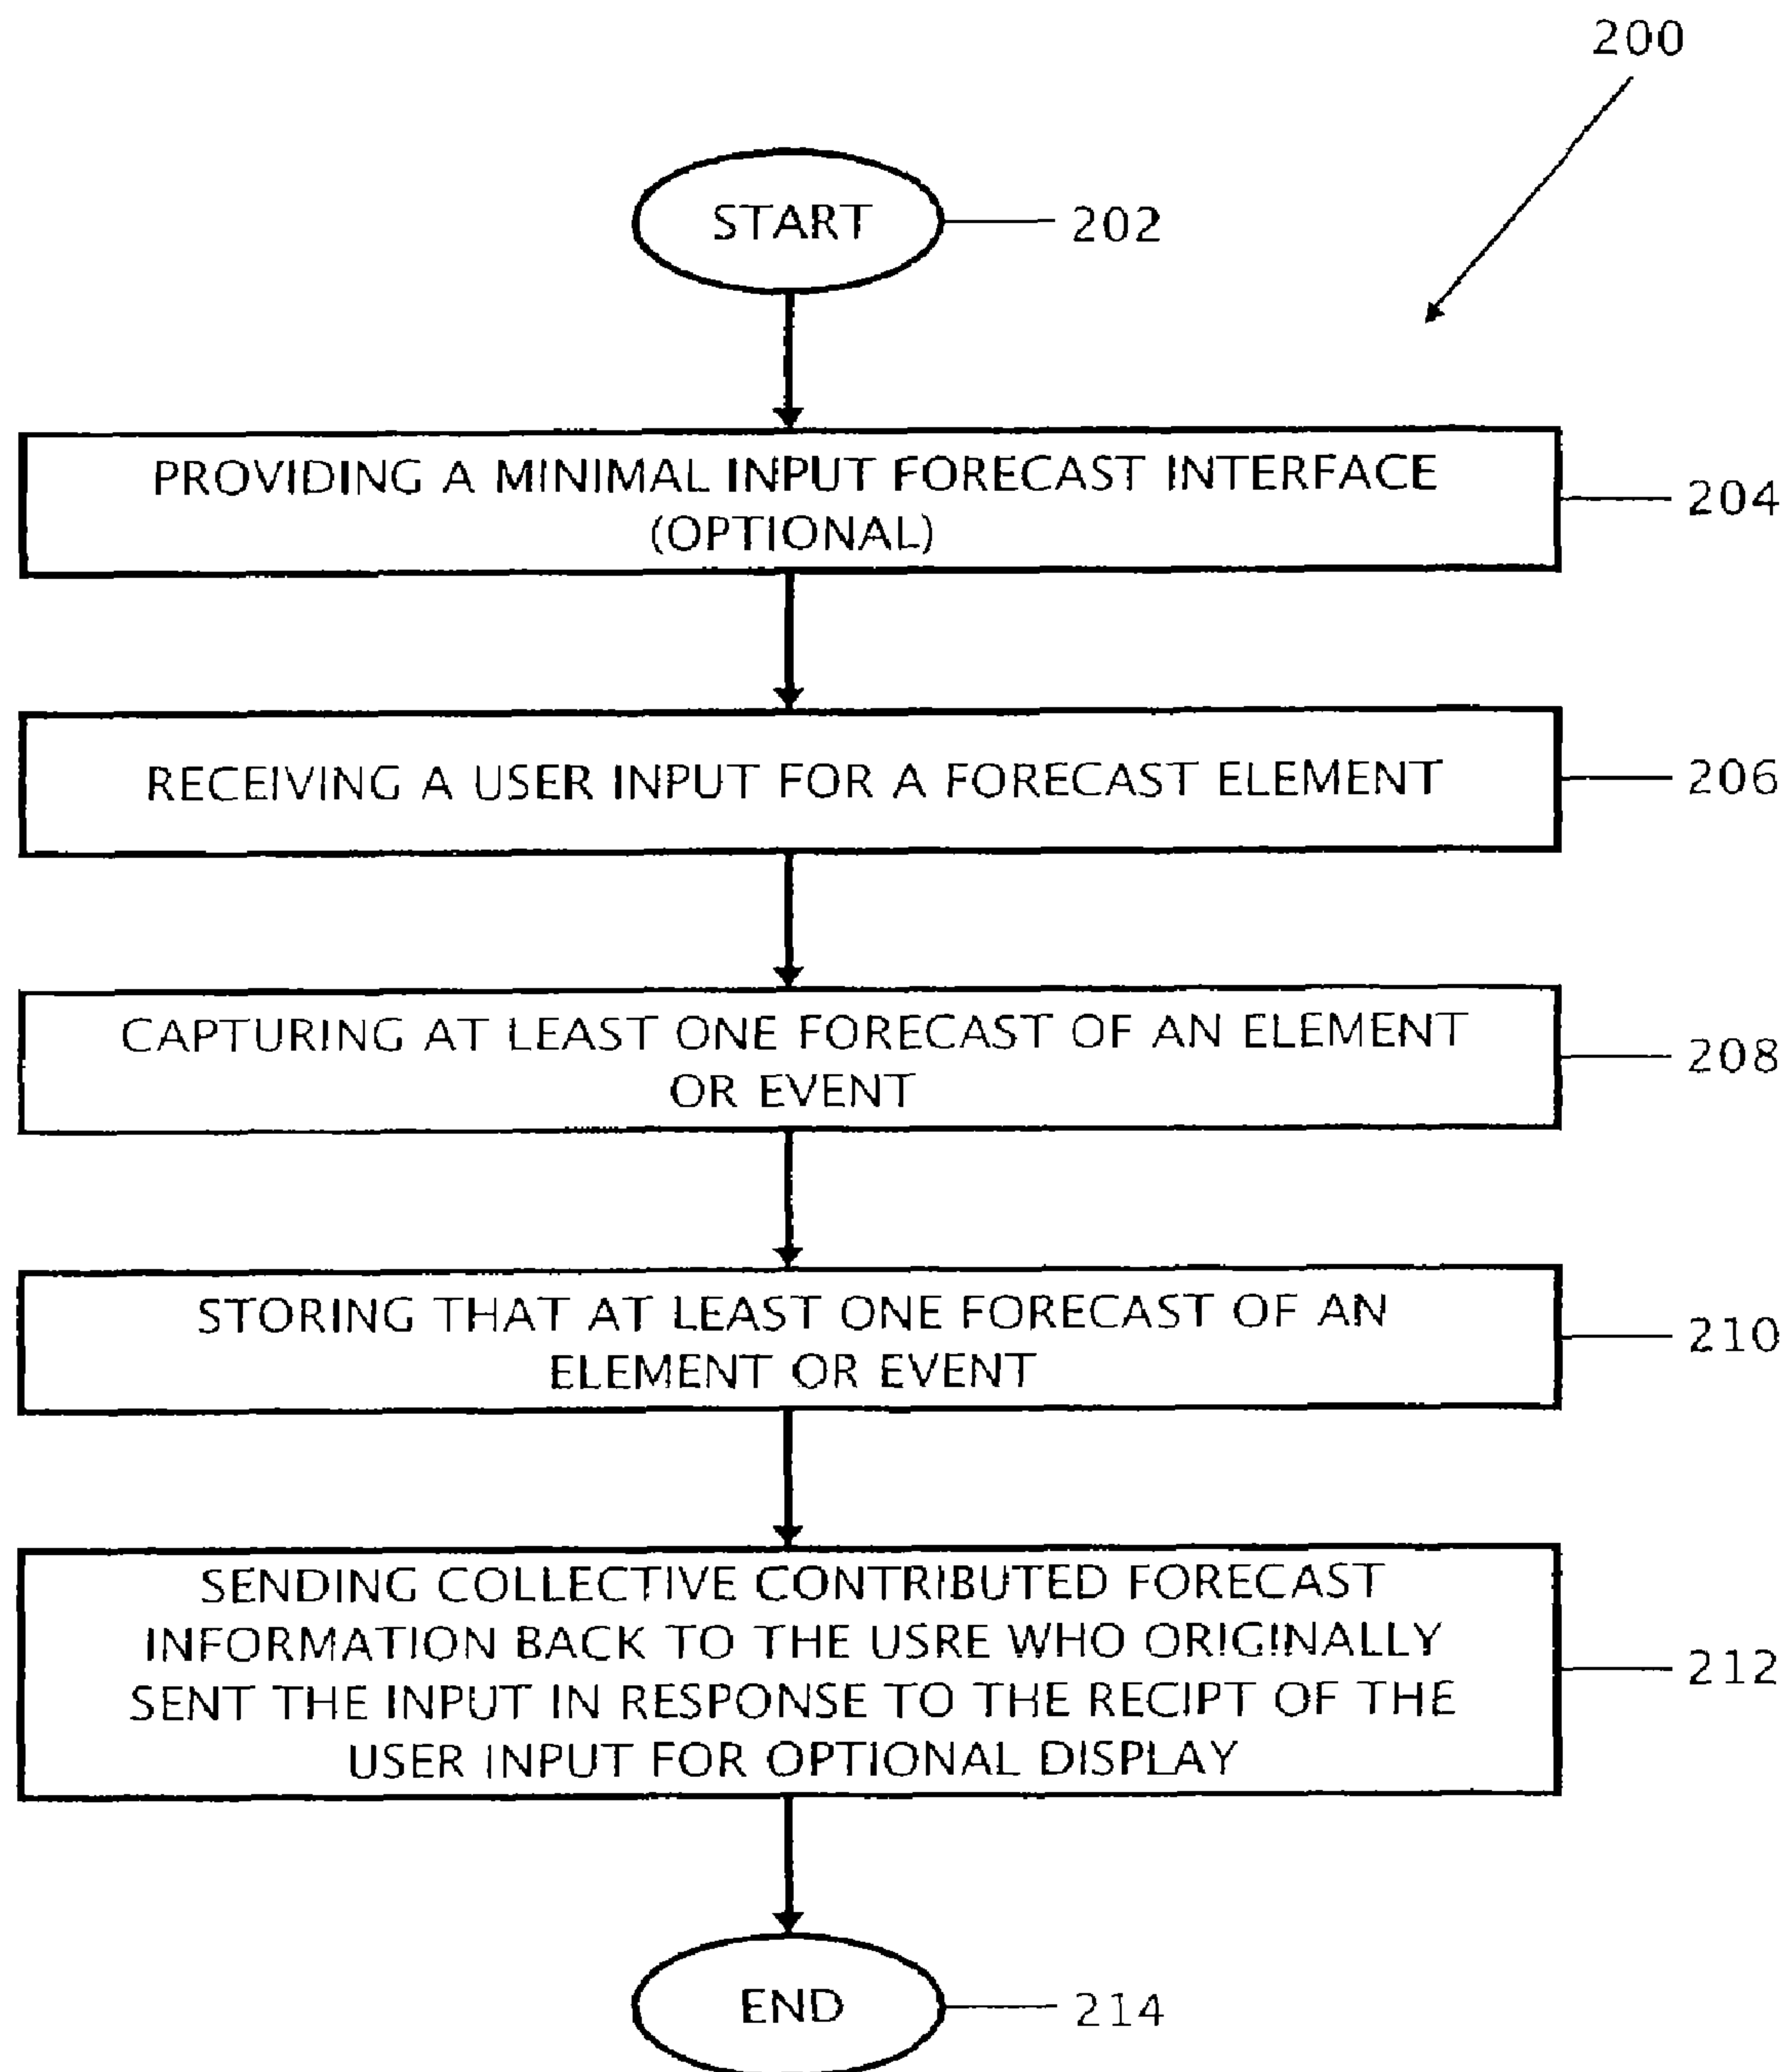 200
START
202
PROVIDING A MINIMAL INPUT FORECAST INTERFACE
(OPTIONAL)
204
RECEIVING A USER INPUT FOR A FORECAST ELEMENT
206
CAPTURING AT LEAST ONE FORECAST OF AN ELEMENT
OR EVENT
208
STORING THAT AT LEAST ONE FORECAST OF AN
ELEMENT OR EVENT
210
SENDING COLLECTIVE CONTRIBUTED FORECAST
INFORMATION BACK TO THE USRE WHO ORIGINALLY
SENT THE INPUT IN RESPONSE TO THE RECIPT OF THE
USER INPUT FOR OPTIONAL DISPLAY
212
END
214